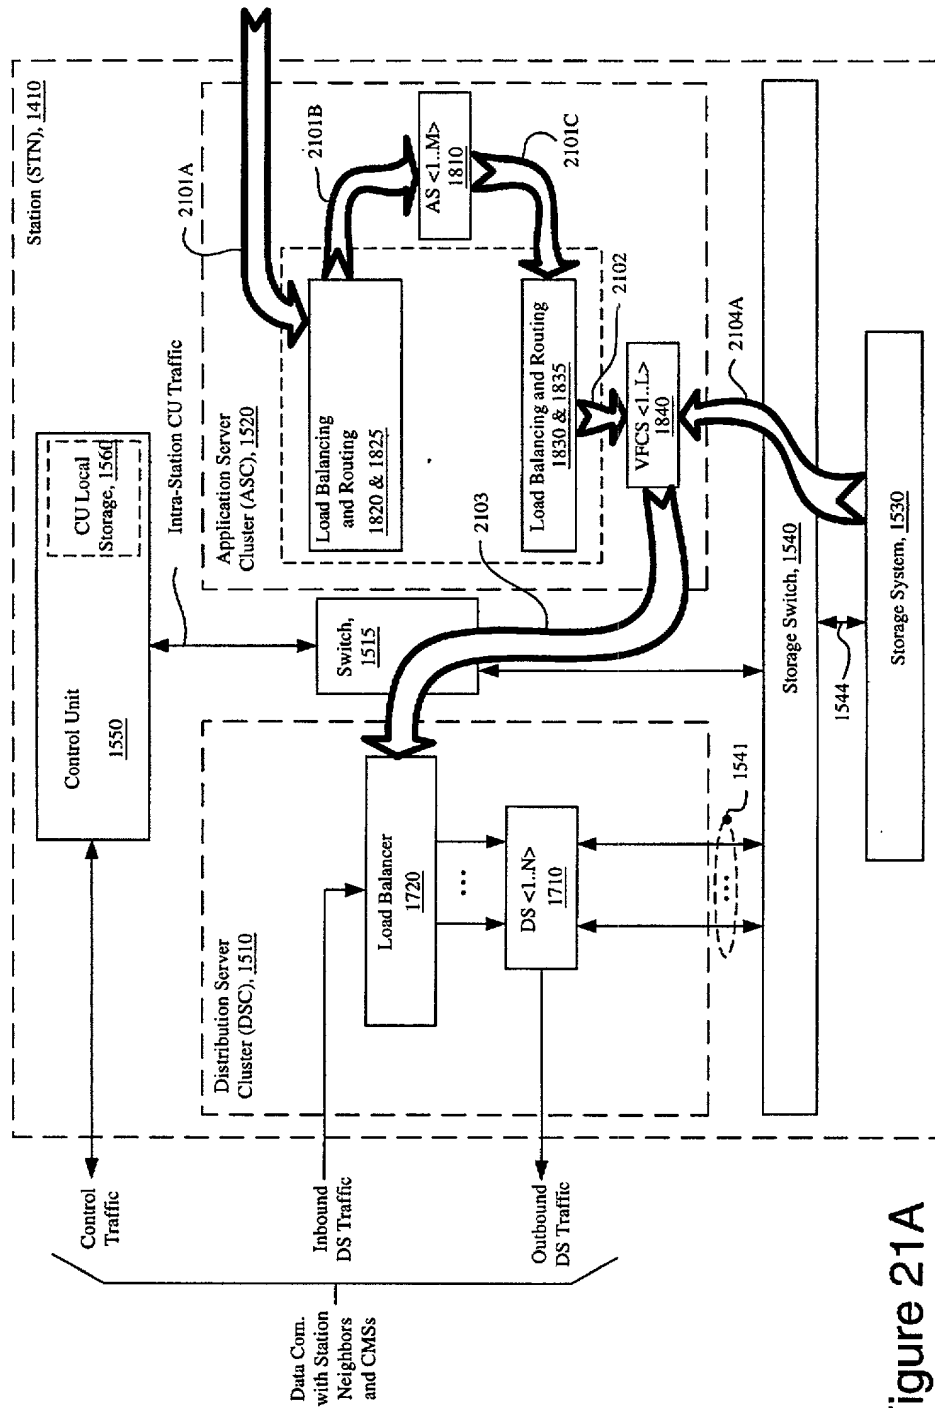 Station (STN), 1410
2101A
Control Unit
1550
CU Local
Storage, 1560
Intra-Station CU Traffic
Control
Traffic
Data Com.
with Station
Neighbors
and CMSs
Inbound
DS Traffic
Outbound
DS Traffic
Distribution Server
Cluster (DSC), 1510
Load Balancer
1720
...
DS <1..N>
1710
1541
...
Switch,
1515
2103
Application Server
Cluster (ASC), 1520
Load Balancing
and Routing
1820 & 1825
2101B
AS <1..M>
1810
2101C
Load Balancing and Routing
1830 & 1835
2102
VFCS <1..L>
1840
2104A
Storage Switch, 1540
1544
Storage System, 1530
igure 21A